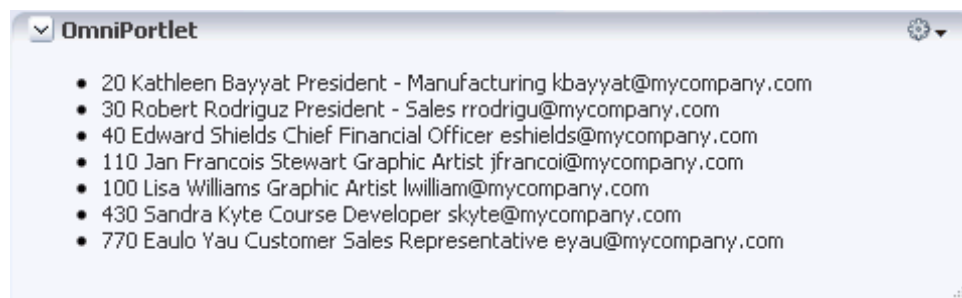 OmniPortlet
• 20 Kathleen Bayyat President - Manufacturing kbayyat@mycompany.com
• 30 Robert Rodriguz President - Sales rrodrigu@mycompany.com
• 40 Edward Shields Chief Financial Officer eshields@mycompany.com
• 110 Jan Francois Stewart Graphic Artist jfrancoi@mycompany.com
• 100 Lisa Williams Graphic Artist lwilliam@mycompany.com
• 430 Sandra Kyte Course Developer skyte@mycompany.com
• 770 Eaulo Yau Customer Sales Representative eyau@mycompany.com